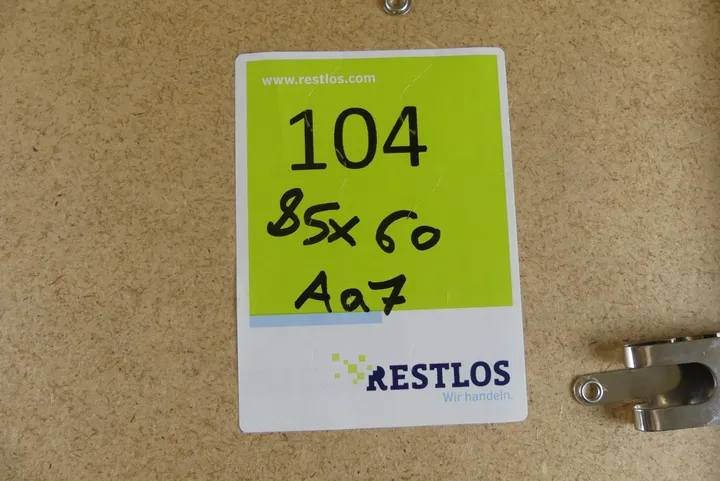 www.restlos.com
104
85x60
Aa7
RESTLOS
Wir handeln.